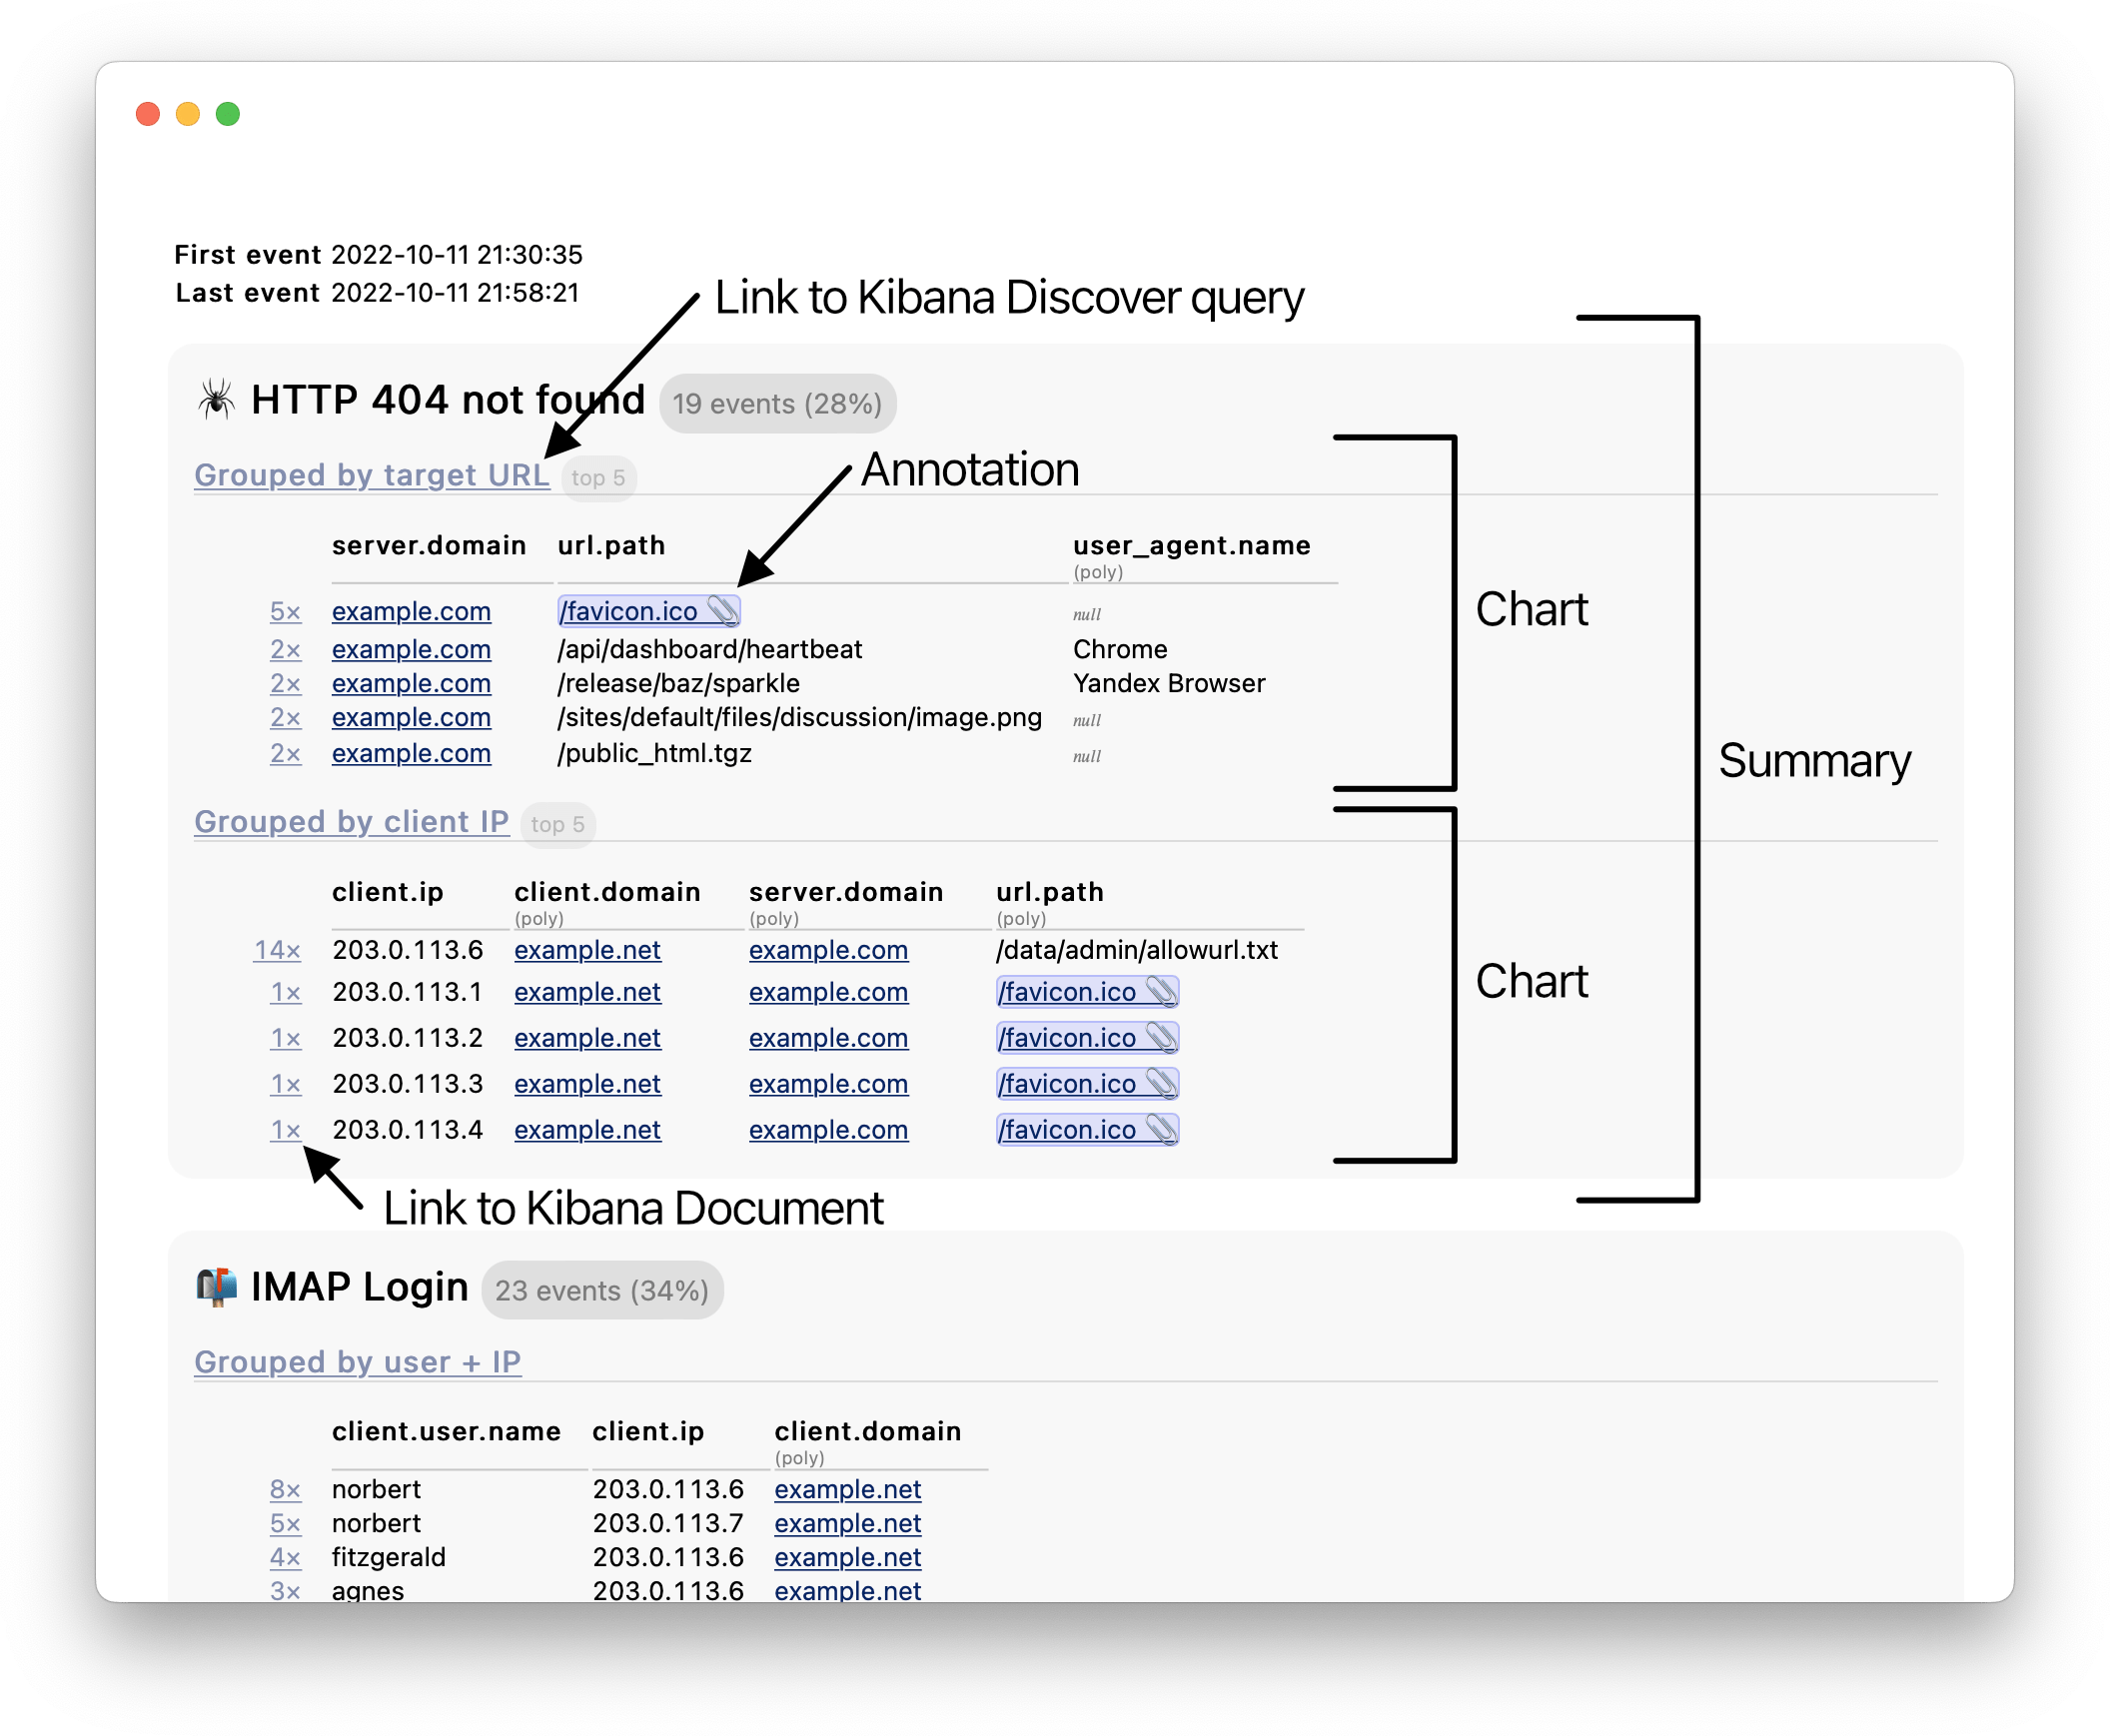 First event 2022-10-11 21:30:35
Last event 2022-10-11 21:58:21
Link to Kibana Discover query
HTTP 404 not found 19 events (28%)
Annotation
Grouped by target URL top 5
server.domain url.path user_agent.name
(poly)
5× example.com /favicon.ico null
2× example.com /api/dashboard/heartbeat Chrome
2× example.com /release/baz/sparkle Yandex Browser
2× example.com /sites/default/files/discussion/image.png null
2× example.com /public_html.tgz null
Chart
Summary
Grouped by client IP top 5
client.ip client.domain server.domain url.path
(poly) (poly) (poly)
14× 203.0.113.6 example.net example.com /data/admin/allowurl.txt
1× 203.0.113.1 example.net example.com /favicon.ico
1× 203.0.113.2 example.net example.com /favicon.ico
1× 203.0.113.3 example.net example.com /favicon.ico
1× 203.0.113.4 example.net example.com /favicon.ico
Chart
Link to Kibana Document
IMAP Login 23 events (34%)
Grouped by user + IP
client.user.name client.ip client.domain
(poly)
8× norbert 203.0.113.6 example.net
5× norbert 203.0.113.7 example.net
4× fitzgerald 203.0.113.6 example.net
3× agnes 203.0.113.6 example.net